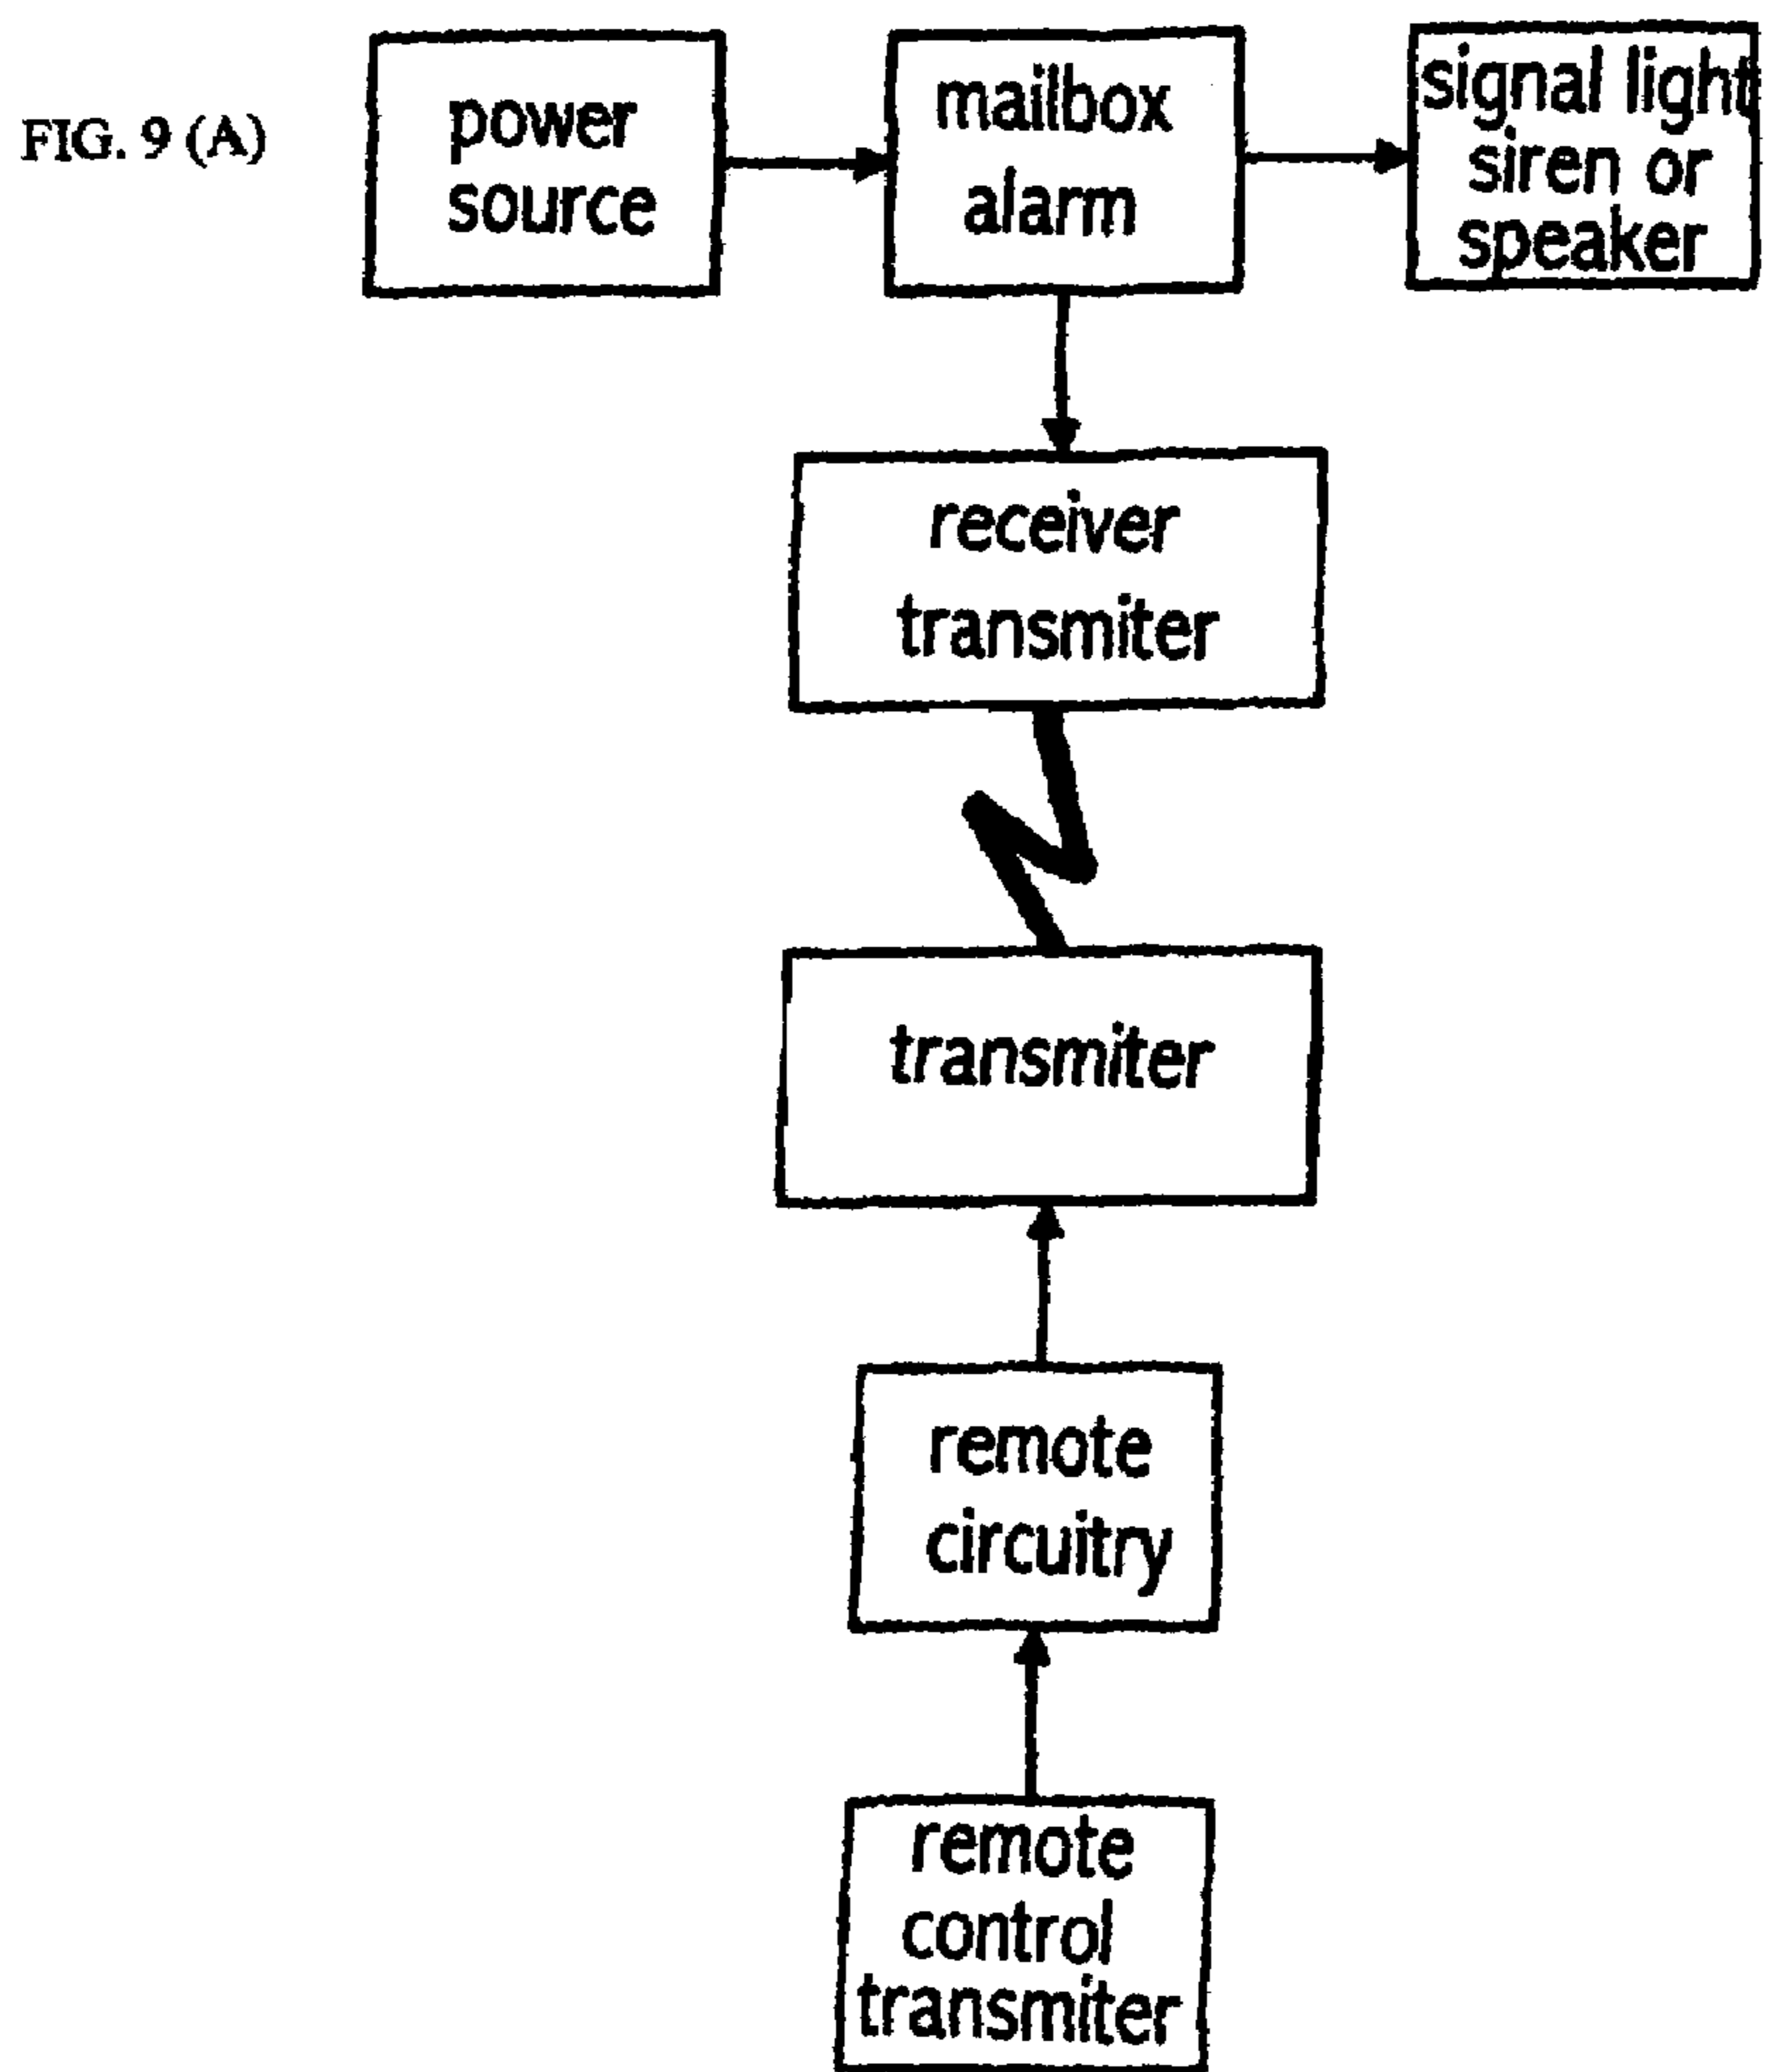 FIG. 9 (A)
power
source
mailbox
alarm
signal light
siren or
speaker
receiver
transmiter
transmiter
remote
circuitry
remote
control
transmiter